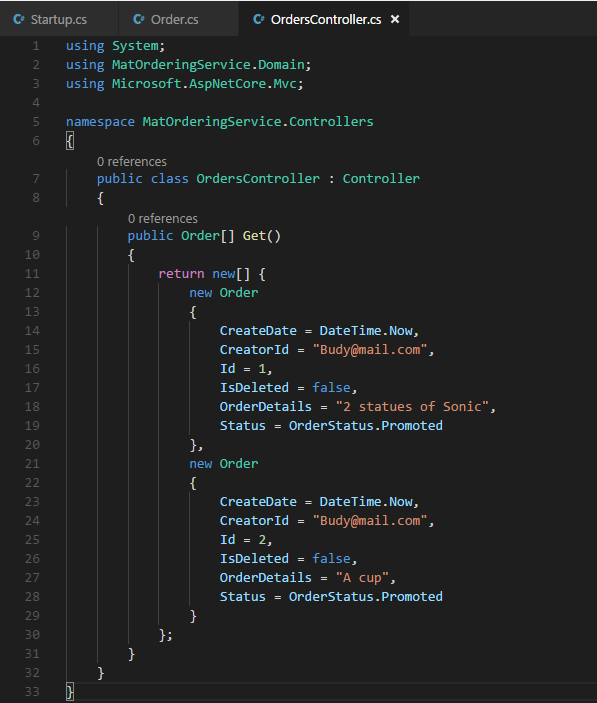 C# Startup.cs C# Order.cs C# OrdersController.cs ×
1 using System;
2 using MatOrderingService.Domain;
3 using Microsoft.AspNetCore.Mvc;
4
5 namespace MatOrderingService.Controllers
6 {
0 references
7 public class OrdersController : Controller
8 {
0 references
9 public Order[] Get()
10 {
11 return new[] {
12 new Order
13 {
14 CreateDate = DateTime.Now,
15 CreatorId = "Budy@mail.com",
16 Id = 1,
17 IsDeleted = false,
18 OrderDetails = "2 statues of Sonic",
19 Status = OrderStatus.Promoted
20 },
21 new Order
22 {
23 CreateDate = DateTime.Now,
24 CreatorId = "Budy@mail.com",
25 Id = 2,
26 IsDeleted = false,
27 OrderDetails = "A cup",
28 Status = OrderStatus.Promoted
29 }
30 };
31 }
32 }
33 }